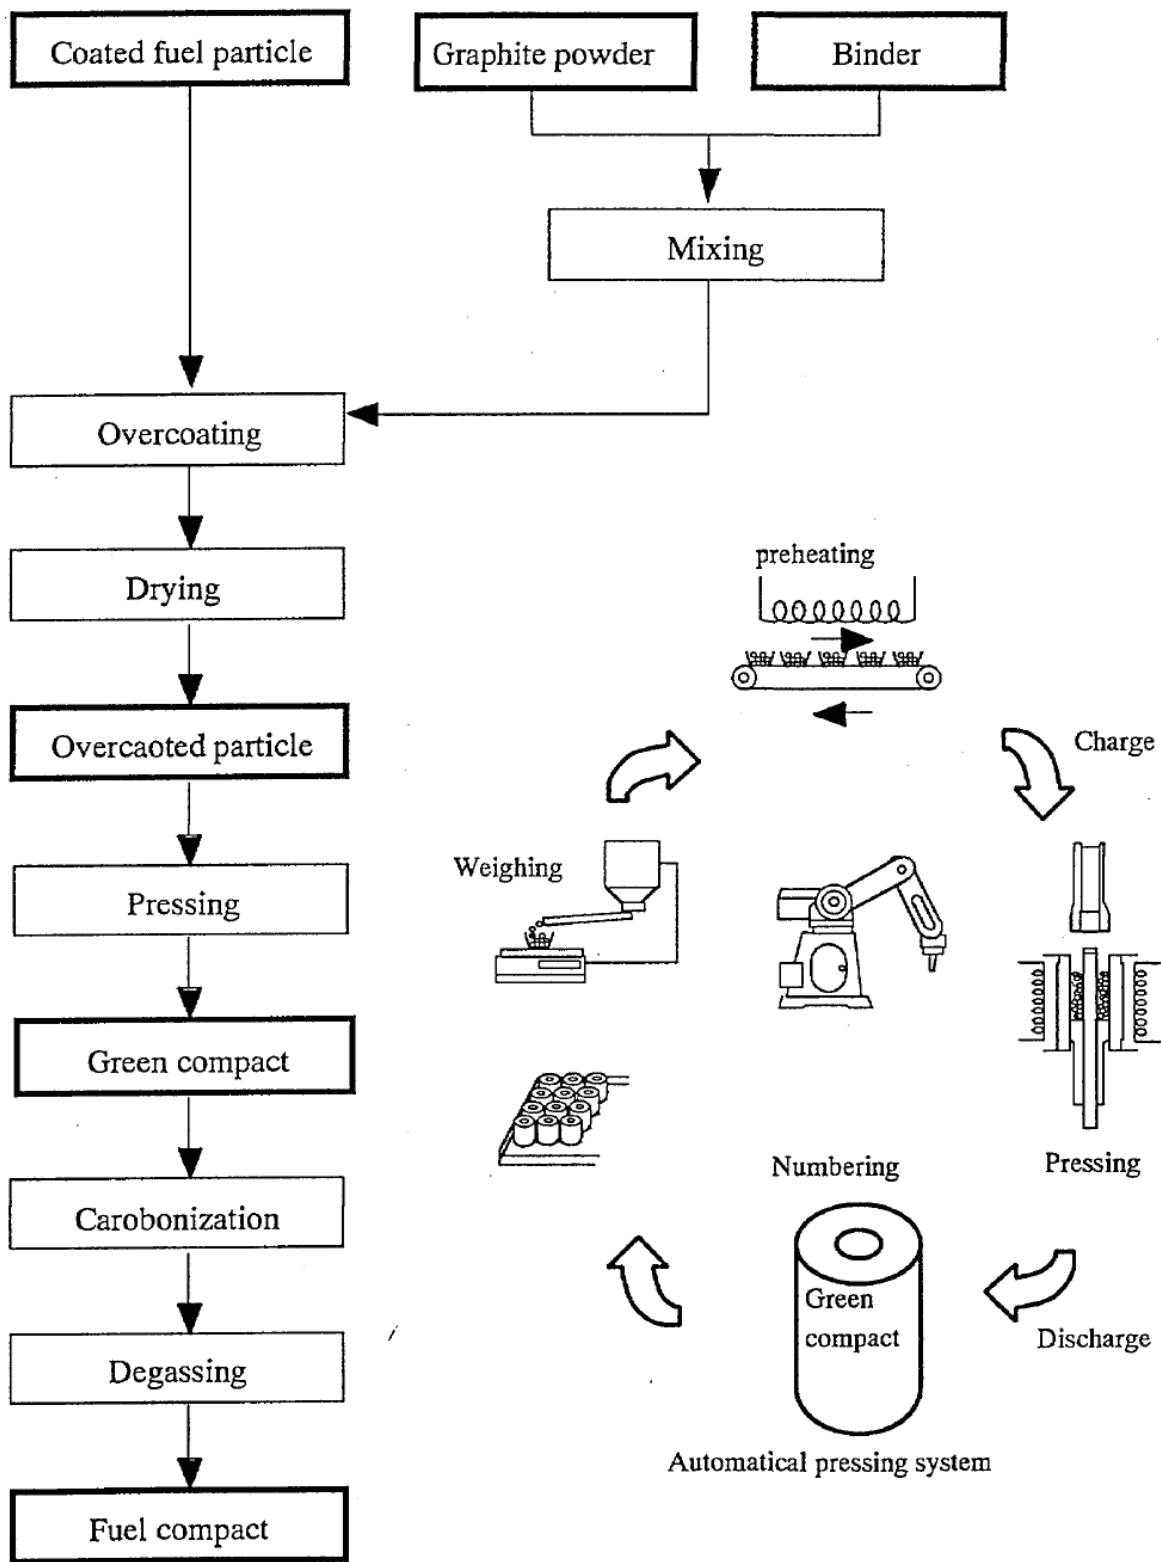 Coated fuel particle
Graphite powder
Binder
Mixing
Overcoating
Drying
Overcaoted particle
Pressing
Green compact
Carobonization
Degassing
Fuel compact
preheating
Charge
Weighing
Numbering
Pressing
Green
compact
Discharge
Automatical pressing system